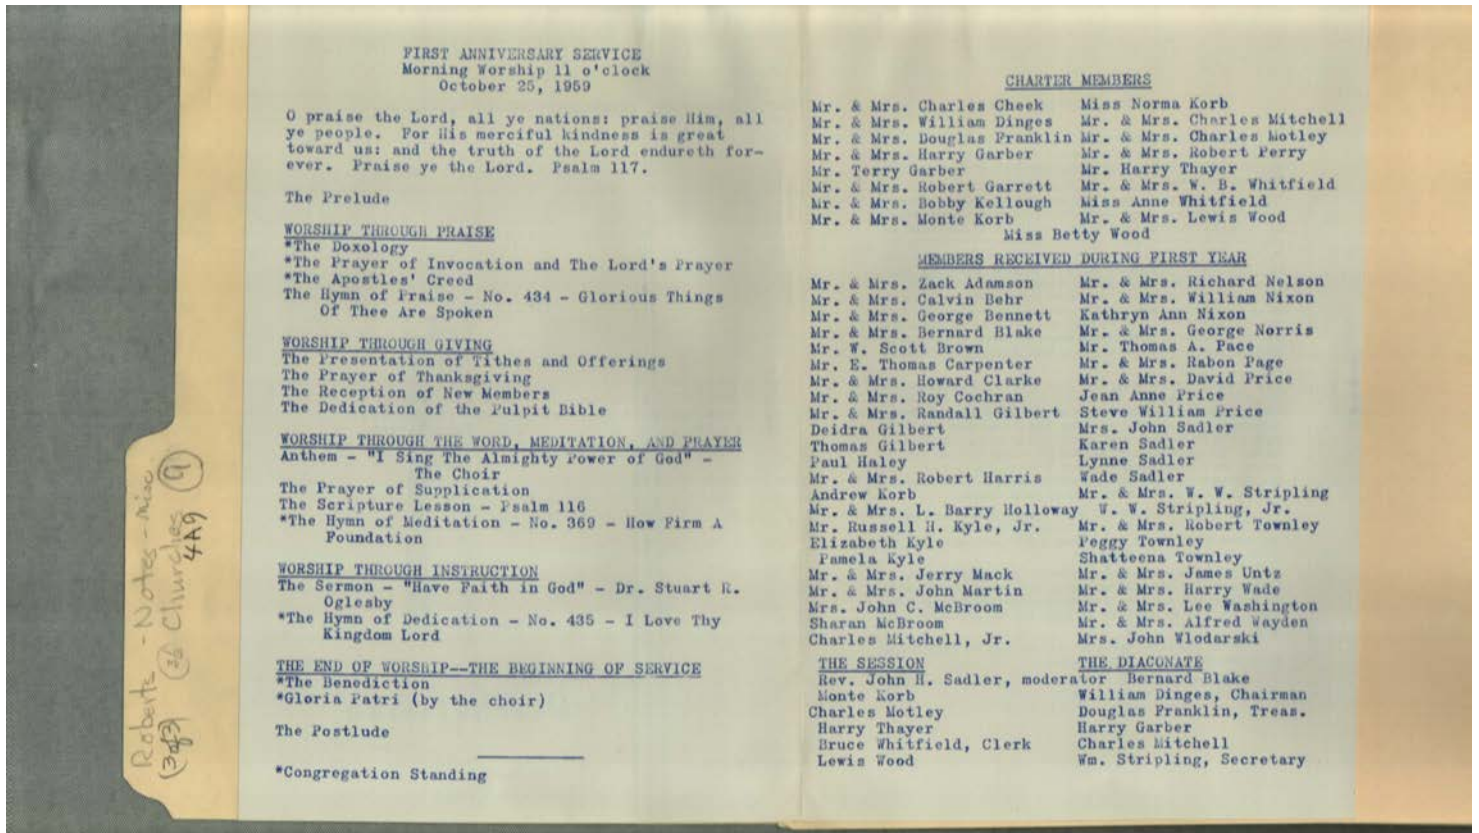 Roberts - Notes - misc
(3of3) 36 Churches 9
4A9
FIRST ANNIVERSARY SERVICE
Morning Worship 11 o'clock
October 25, 1959
O praise the Lord, all ye nations: praise Him, all
ye people. For His merciful kindness is great
toward us: and the truth of the Lord endureth for-
ever. Praise ye the Lord. Psalm 117.
The Prelude
WORSHIP THROUGH PRAISE
*The Doxology
*The Prayer of Invocation and The Lord's Prayer
*The Apostles' Creed
The Hymn of Praise - No. 434 - Glorious Things
Of Thee Are Spoken
WORSHIP THROUGH GIVING
The Presentation of Tithes and Offerings
The Prayer of Thanksgiving
The Reception of New Members
The Dedication of the Pulpit Bible
WORSHIP THROUGH THE WORD, MEDITATION, AND PRAYER
Anthem - "I Sing The Almighty Power of God" -
The Choir
The Prayer of Supplication
The Scripture Lesson - Psalm 116
*The Hymn of Meditation - No. 369 - How Firm A
Foundation
WORSHIP THROUGH INSTRUCTION
The Sermon - "Have Faith in God" - Dr. Stuart R.
Oglesby
*The Hymn of Dedication - No. 435 - I Love Thy
Kingdom Lord
THE END OF WORSHIP--THE BEGINNING OF SERVICE
*The Benediction
*Gloria Patri (by the choir)
The Postlude
*Congregation Standing
CHARTER MEMBERS
Mr. & Mrs. Charles Cheek Miss Norma Korb
Mr. & Mrs. William Dinges Mr. & Mrs. Charles Mitchell
Mr. & Mrs. Douglas Franklin Mr. & Mrs. Charles Motley
Mr. & Mrs. Harry Garber Mr. & Mrs. Robert Perry
Mr. Terry Garber Mr. Harry Thayer
Mr. & Mrs. Robert Garrett Mr. & Mrs. W. B. Whitfield
Mr. & Mrs. Bobby Kellough Miss Anne Whitfield
Mr. & Mrs. Monte Korb Mr. & Mrs. Lewis Wood
Miss Betty Wood
MEMBERS RECEIVED DURING FIRST YEAR
Mr. & Mrs. Zack Adamson Mr. & Mrs. Richard Nelson
Mr. & Mrs. Calvin Behr Mr. & Mrs. William Nixon
Mr. & Mrs. George Bennett Kathryn Ann Nixon
Mr. & Mrs. Bernard Blake Mr. & Mrs. George Norris
Mr. W. Scott Brown Mr. Thomas A. Pace
Mr. E. Thomas Carpenter Mr. & Mrs. Rabon Page
Mr. & Mrs. Howard Clarke Mr. & Mrs. David Price
Mr. & Mrs. Roy Cochran Jean Anne Price
Mr. & Mrs. Randall Gilbert Steve William Price
Deidra Gilbert Mrs. John Sadler
Thomas Gilbert Karen Sadler
Paul Haley Lynne Sadler
Mr. & Mrs. Robert Harris Wade Sadler
Andrew Korb Mr. & Mrs. W. W. Stripling
Mr. & Mrs. L. Barry Holloway W. W. Stripling, Jr.
Mr. Russell H. Kyle, Jr. Mr. & Mrs. Robert Townley
Elizabeth Kyle Peggy Townley
Pamela Kyle Shatteena Townley
Mr. & Mrs. Jerry Mack Mr. & Mrs. James Untz
Mr. & Mrs. John Martin Mr. & Mrs. Harry Wade
Mrs. John C. McBroom Mr. & Mrs. Lee Washington
Sharan McBroom Mr. & Mrs. Alfred Wayden
Charles Mitchell, Jr. Mrs. John Wlodarski
THE SESSION THE DIACONATE
Rev. John H. Sadler, moderator Bernard Blake
Monte Korb William Dinges, Chairman
Charles Motley Douglas Franklin, Treas.
Harry Thayer Harry Garber
Bruce Whitfield, Clerk Charles Mitchell
Lewis Wood Wm. Stripling, Secretary